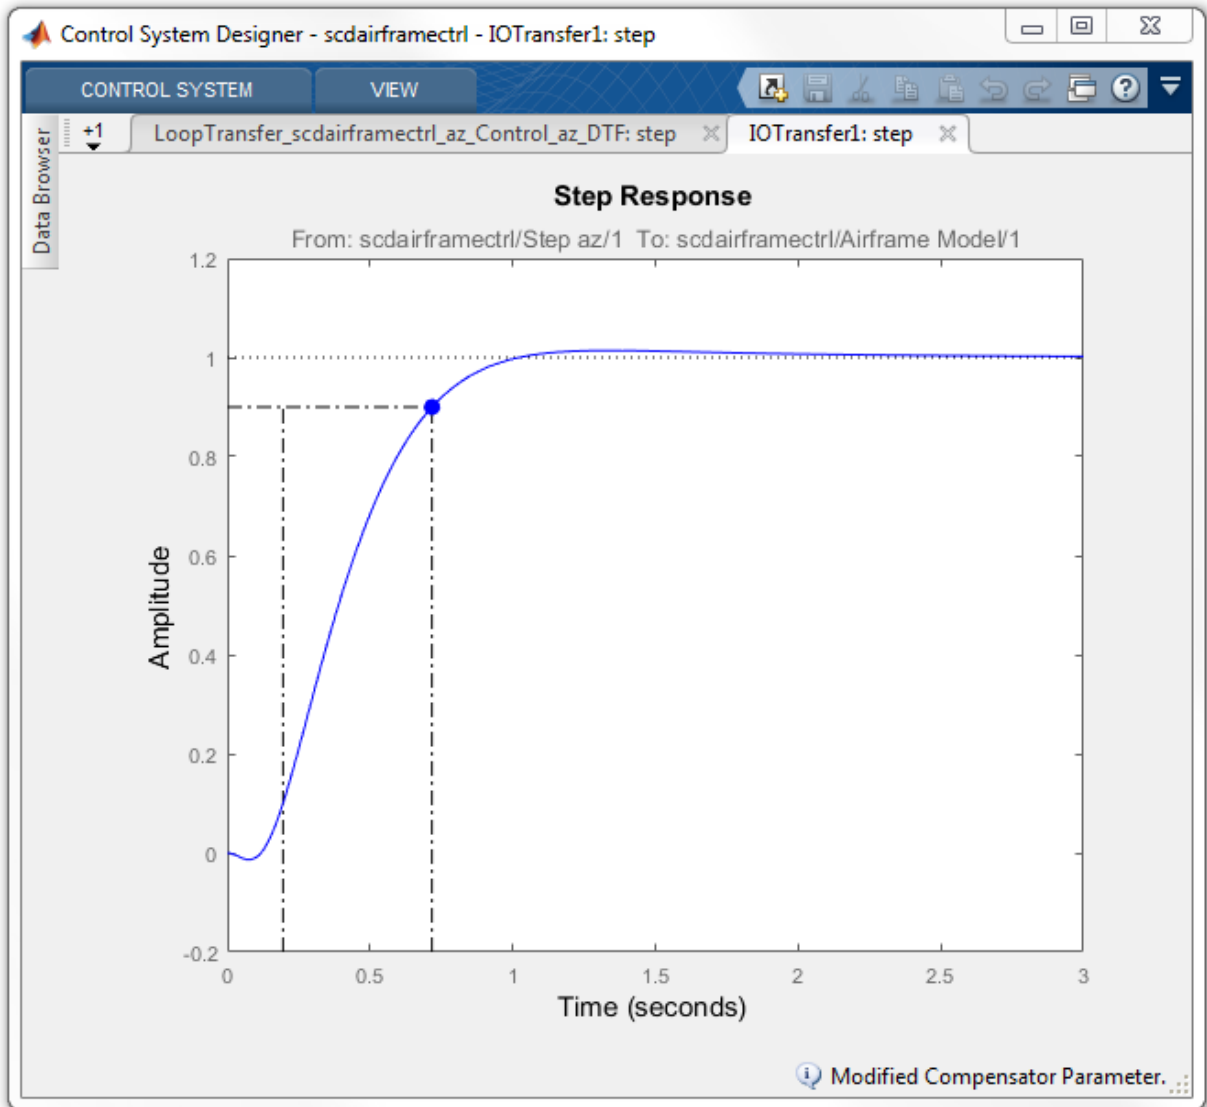 Control System Designer - scdairframectrl - IOTransfer1: step
CONTROL SYSTEM VIEW
Data Browser
+1 LoopTransfer_scdairframectrl_az_Control_az_DTF: step IOTransfer1: step
Step Response
From: scdairframectrl/Step az/1 To: scdairframectrl/Airframe Model/1
1.2
1
0.8
0.6
0.4
0.2
0
-0.2
Amplitude
0 0.5 1 1.5 2 2.5 3
Time (seconds)
Modified Compensator Parameter.